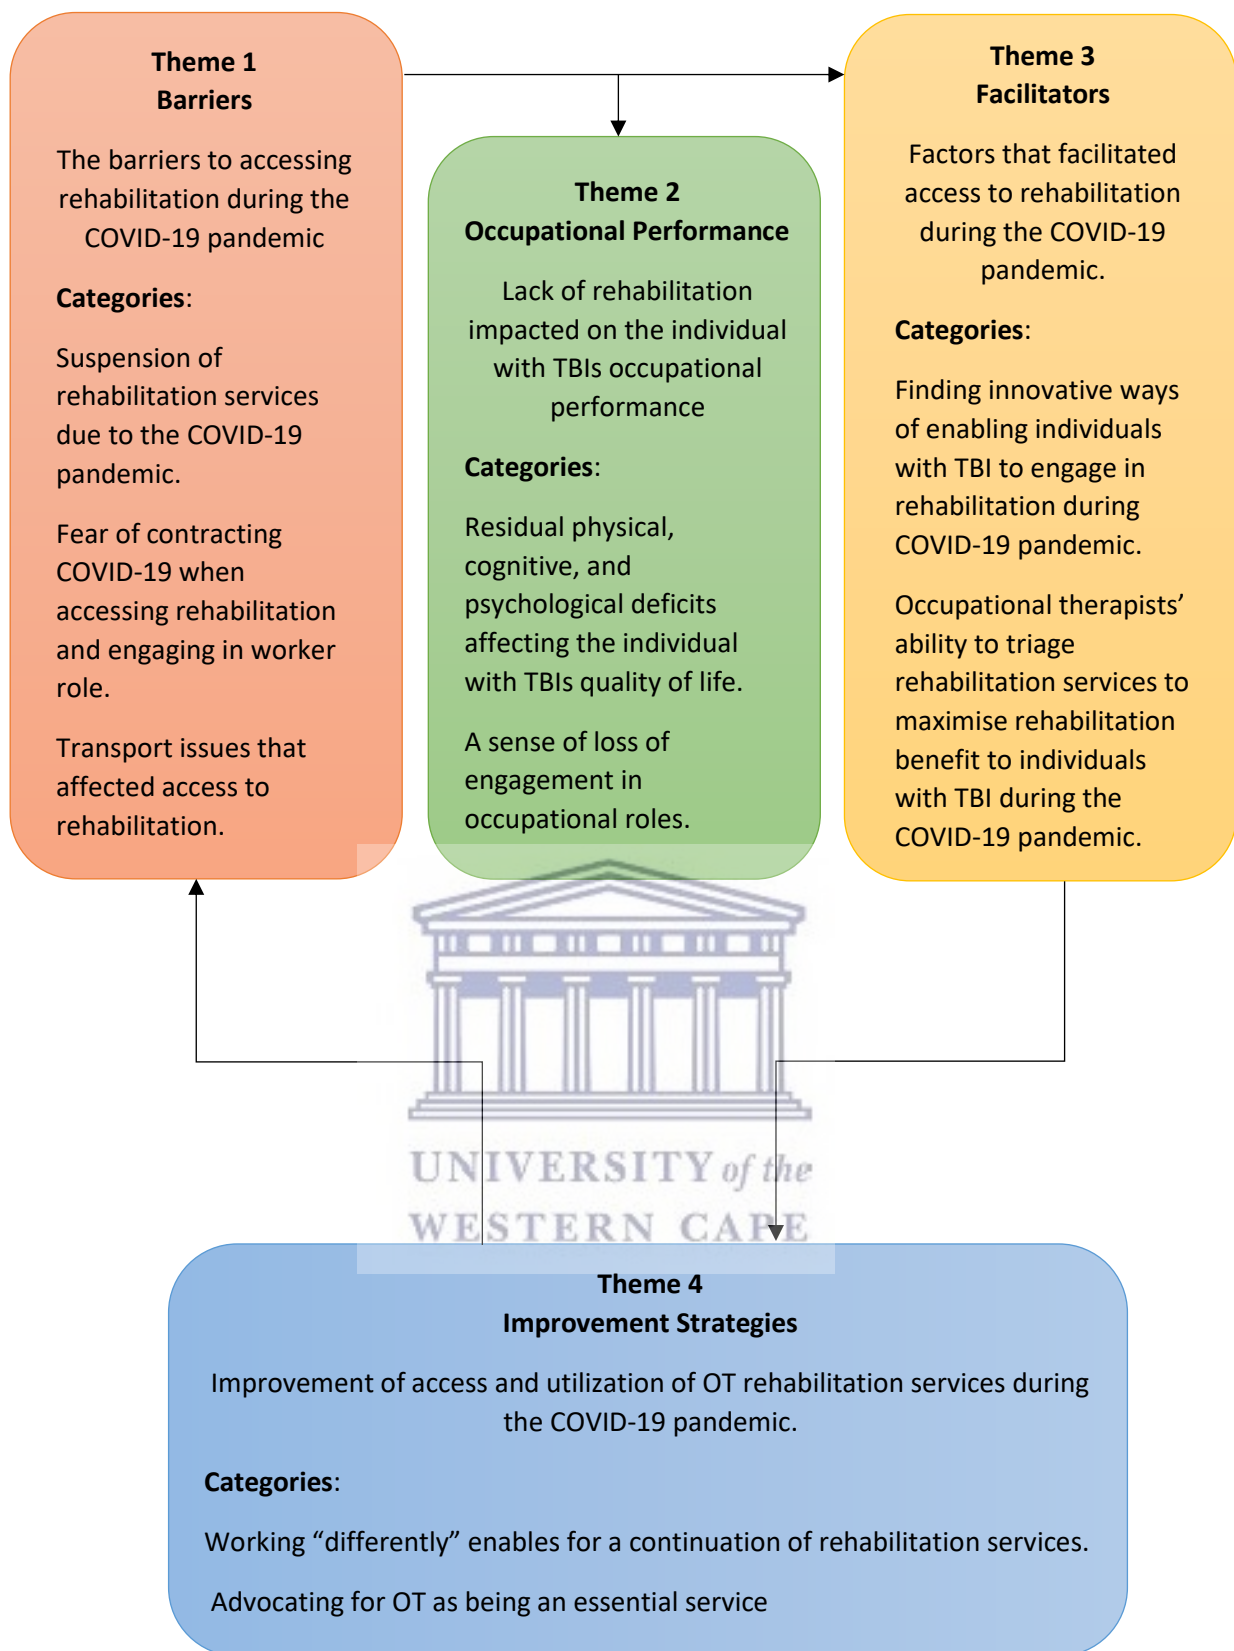 Theme 1
Barriers
The barriers to accessing
rehabilitation during the
COVID-19 pandemic
Categories:
Suspension of
rehabilitation services
due to the COVID-19
pandemic.
Fear of contracting
COVID-19 when
accessing rehabilitation
and engaging in worker
role.
Transport issues that
affected access to
rehabilitation.
Theme 2
Occupational Performance
Lack of rehabilitation
impacted on the individual
with TBIs occupational
performance
Categories:
Residual physical,
cognitive, and
psychological deficits
affecting the individual
with TBIs quality of life.
A sense of loss of
engagement in
occupational roles.
Theme 3
Facilitators
Factors that facilitated
access to rehabilitation
during the COVID-19
pandemic.
Categories:
Finding innovative ways
of enabling individuals
with TBI to engage in
rehabilitation during
COVID-19 pandemic.
Occupational therapists’
ability to triage
rehabilitation services to
maximise rehabilitation
benefit to individuals
with TBI during the
COVID-19 pandemic.
UNIVERSITY of the
WESTERN CAPE
Theme 4
Improvement Strategies
Improvement of access and utilization of OT rehabilitation services during
the COVID-19 pandemic.
Categories:
Working “differently” enables for a continuation of rehabilitation services.
Advocating for OT as being an essential service